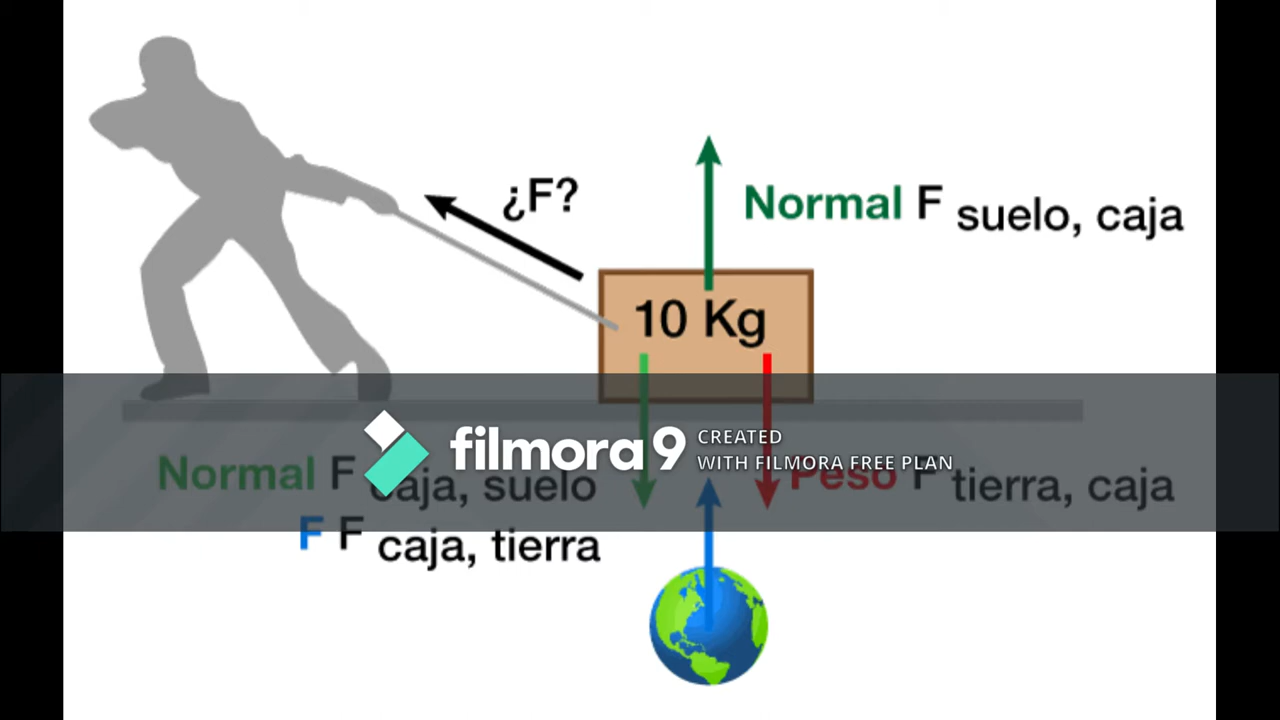 ¿F?
Normal F suelo, caja
10 Kg
filmora9 CREATED
WITH FILMORA FREE PLAN
Normal F caja, suelo
Peso F tierra, caja
F F caja, tierra